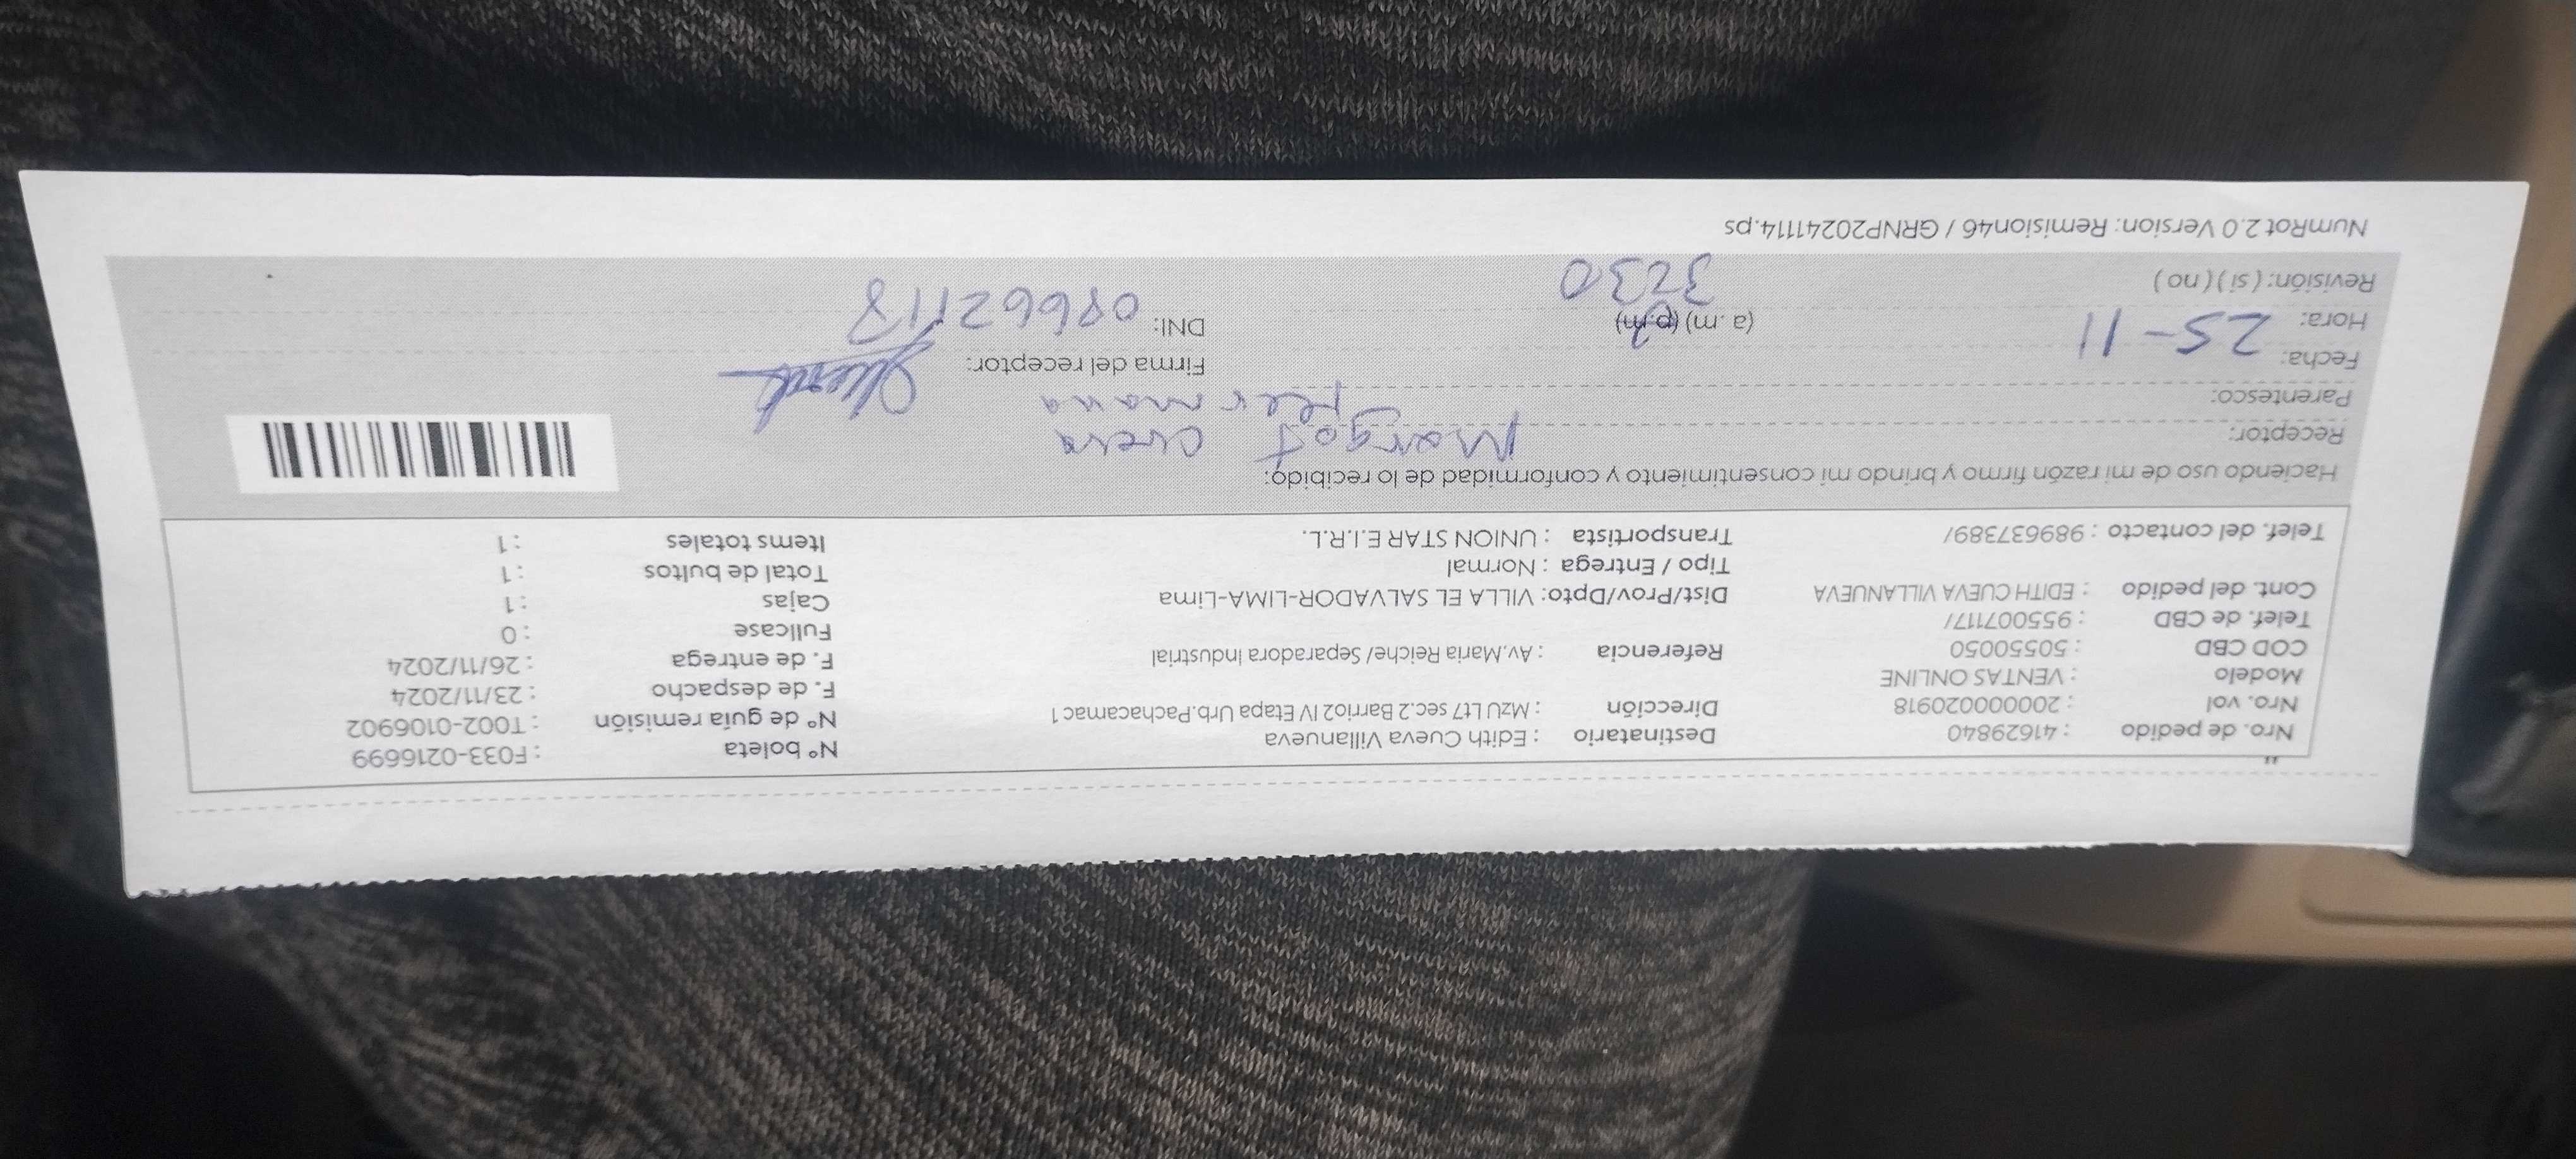 Nro. de pedido : 41629840 Destinatario : Edith Cueva Villanueva N° boleta : F033-0216699
Nro. vol : 200000020918 Dirección : MzU Lt7 sec.2 Barrio2 IV Etapa Urb.Pachacamac 1 N° de guía remisión : T002-0106902
Modelo : VENTAS ONLINE F. de despacho : 23/11/2024
COD CBD : 50550050 Referencia : Av.Maria Reiche/ Separadora Industrial F. de entrega : 26/11/2024
Telef. de CBD : 955007117/ Fullcase : 0
Cont. del pedido : EDITH CUEVA VILLANUEVA Dist/Prov/Dpto: VILLA EL SALVADOR-LIMA-Lima Cajas : 1
Tipo / Entrega : Normal Total de bultos : 1
Telef. del contacto : 989637389/ Transportista : UNION STAR E.I.R.L. Items totales : 1
Haciendo uso de mi razón firmo y brindo mi consentimiento y conformidad de lo recibido:
Receptor: Margot Cueva
Parentesco: Hermana
Fecha: 25-11 Firma del receptor:
Hora: (a.m) (p.m) DNI: 08662118
3:30
Revisión: ( si ) ( no )
NumRot 2.0 Version: Remision46 / GRNP20241114.ps